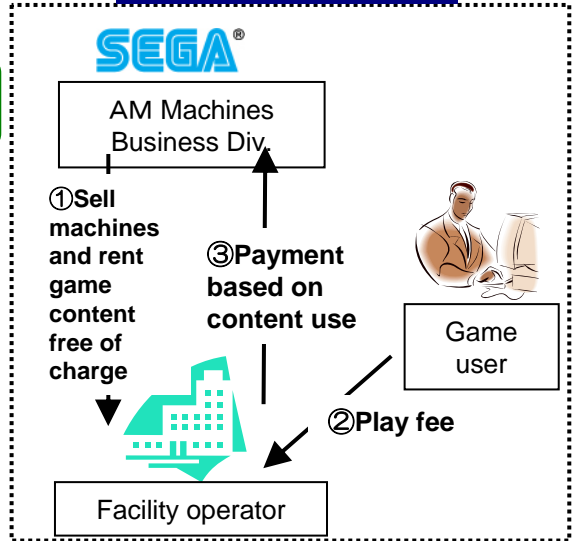 SEGA®
AM Machines
Business Div.
①Sell
machines
and rent
game
content
free of
charge
③Payment
based on
content use
Game
user
②Play fee
Facility operator